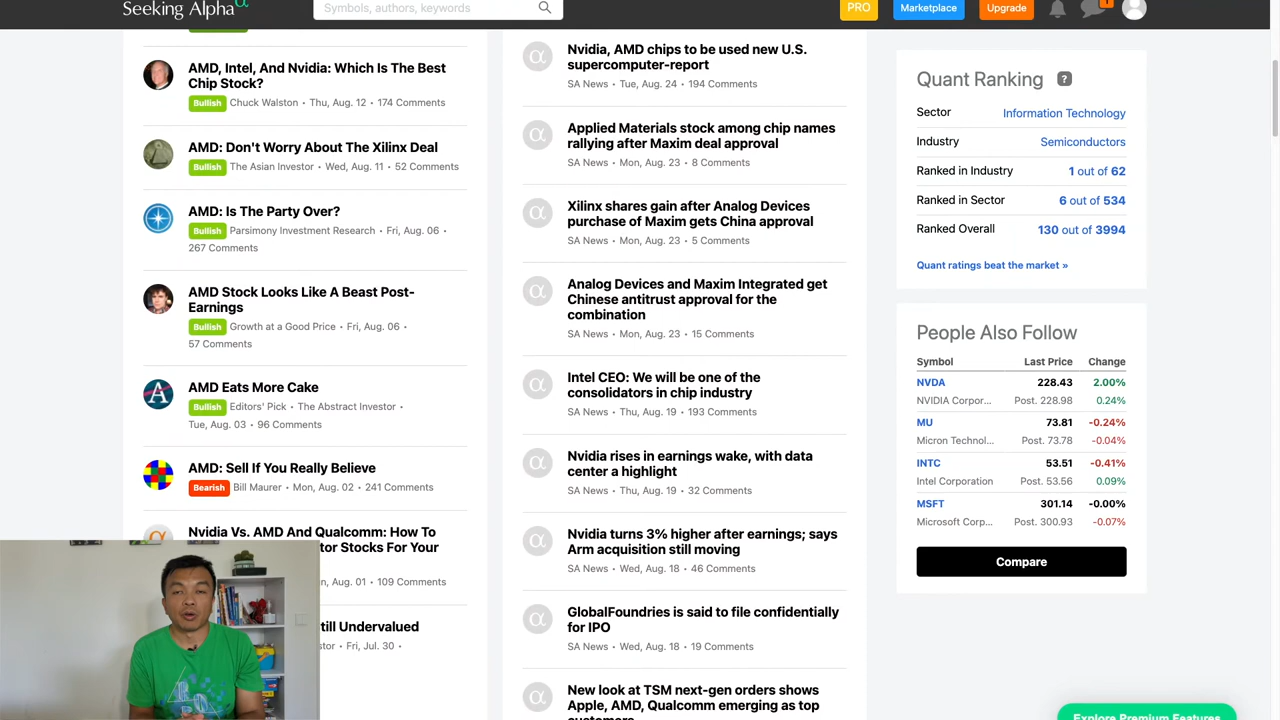 Seeking Alpha α
Symbols, authors, keywords
PRO
Marketplace
Upgrade
AMD, Intel, And Nvidia: Which Is The Best
Chip Stock?
Bullish Chuck Walston • Thu, Aug. 12 • 174 Comments
AMD: Don't Worry About The Xilinx Deal
Bullish The Asian Investor • Wed, Aug. 11 • 52 Comments
AMD: Is The Party Over?
Bullish Parsimony Investment Research • Fri, Aug. 06 •
267 Comments
AMD Stock Looks Like A Beast Post-
Earnings
Bullish Growth at a Good Price • Fri, Aug. 06 •
57 Comments
AMD Eats More Cake
Bullish Editors' Pick • The Abstract Investor •
Tue, Aug. 03 • 96 Comments
AMD: Sell If You Really Believe
Bearish Bill Maurer • Mon, Aug. 02 • 241 Comments
Nvidia Vs. AMD And Qualcomm: How To
tor Stocks For Your
n, Aug. 01 • 109 Comments
till Undervalued
stor • Fri, Jul. 30 •
Nvidia, AMD chips to be used new U.S.
supercomputer-report
SA News • Tue, Aug. 24 • 194 Comments
Applied Materials stock among chip names
rallying after Maxim deal approval
SA News • Mon, Aug. 23 • 8 Comments
Xilinx shares gain after Analog Devices
purchase of Maxim gets China approval
SA News • Mon, Aug. 23 • 5 Comments
Analog Devices and Maxim Integrated get
Chinese antitrust approval for the
combination
SA News • Mon, Aug. 23 • 15 Comments
Intel CEO: We will be one of the
consolidators in chip industry
SA News • Thu, Aug. 19 • 193 Comments
Nvidia rises in earnings wake, with data
center a highlight
SA News • Thu, Aug. 19 • 32 Comments
Nvidia turns 3% higher after earnings; says
Arm acquisition still moving
SA News • Wed, Aug. 18 • 46 Comments
GlobalFoundries is said to file confidentially
for IPO
SA News • Wed, Aug. 18 • 19 Comments
New look at TSM next-gen orders shows
Apple, AMD, Qualcomm emerging as top
customers
Quant Ranking ?
Sector Information Technology
Industry Semiconductors
Ranked in Industry 1 out of 62
Ranked in Sector 6 out of 534
Ranked Overall 130 out of 3994
Quant ratings beat the market »
People Also Follow
Symbol Last Price Change
NVDA 228.43 2.00%
NVIDIA Corpor... Post. 228.98 0.24%
MU 73.81 -0.24%
Micron Technol... Post. 73.78 -0.04%
INTC 53.51 -0.41%
Intel Corporation Post. 53.56 0.09%
MSFT 301.14 -0.00%
Microsoft Corp... Post. 300.93 -0.07%
Compare
Explore Premium Features